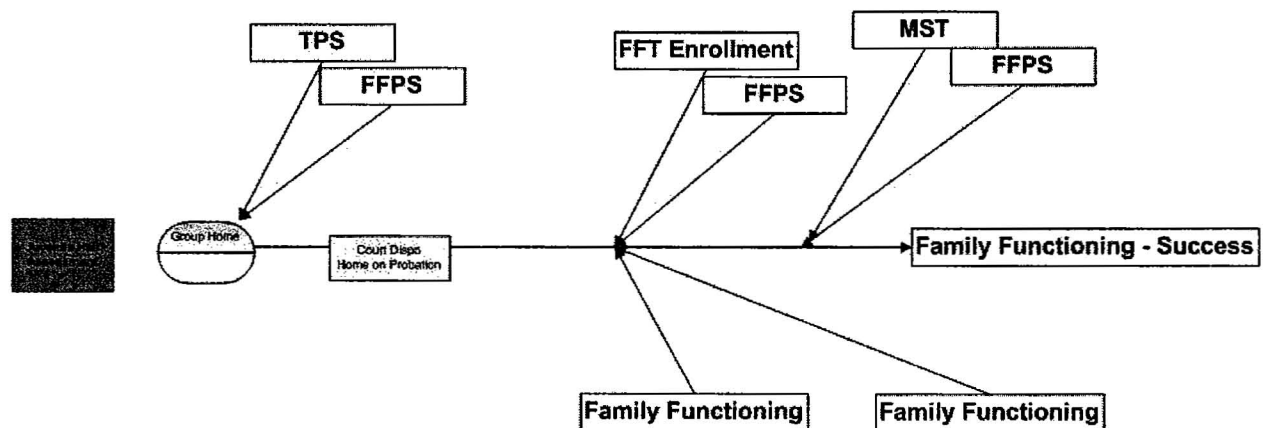 TPS
FFPS
FFT Enrollment
FFPS
MST
FFPS
Group Home
Court Dispo
Home on Probation
Family Functioning - Success
Family Functioning
Family Functioning